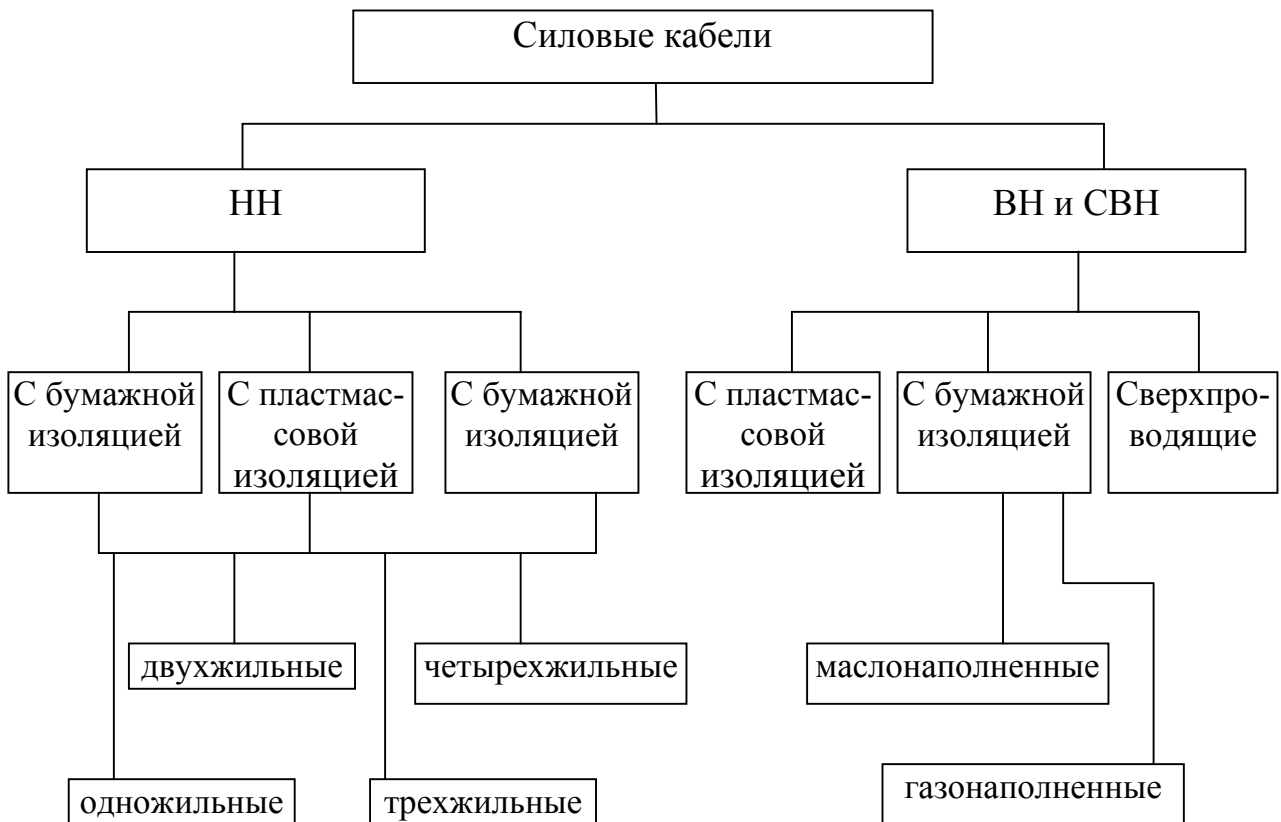 Силовые кабели
НН
ВН и СВН
С бумажной
изоляцией
С пластмас-
совой
изоляцией
С бумажной
изоляцией
С пластмас-
совой
изоляцией
С бумажной
изоляцией
Сверхпро-
водящие
двухжильные
четырехжильные
маслонаполненные
одножильные
трехжильные
газонаполненные